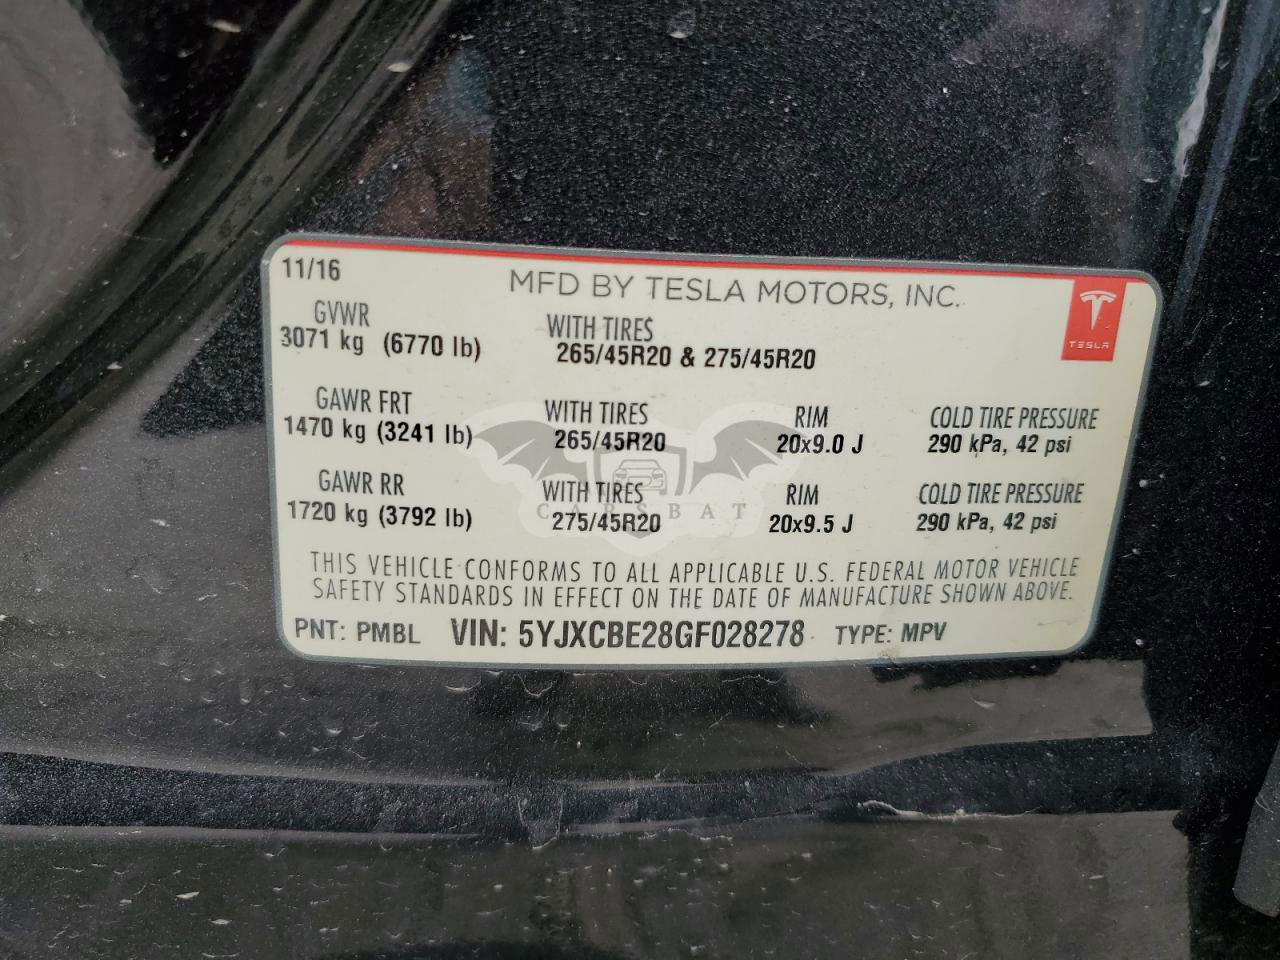 11/16
MFD BY TESLA MOTORS, INC.
TESLA
GVWR
3071 kg (6770 lb)
WITH TIRES
265/45R20 & 275/45R20
GAWR FRT
1470 kg (3241 lb)
WITH TIRES
265/45R20
RIM
20x9.0 J
COLD TIRE PRESSURE
290 kPa, 42 psi
GAWR RR
1720 kg (3792 lb)
WITH TIRES
275/45R20
RIM
20x9.5 J
COLD TIRE PRESSURE
290 kPa, 42 psi
CARSBAT
THIS VEHICLE CONFORMS TO ALL APPLICABLE U.S. FEDERAL MOTOR VEHICLE
SAFETY STANDARDS IN EFFECT ON THE DATE OF MANUFACTURE SHOWN ABOVE.
PNT: PMBL VIN: 5YJXCBE28GF028278 TYPE: MPV